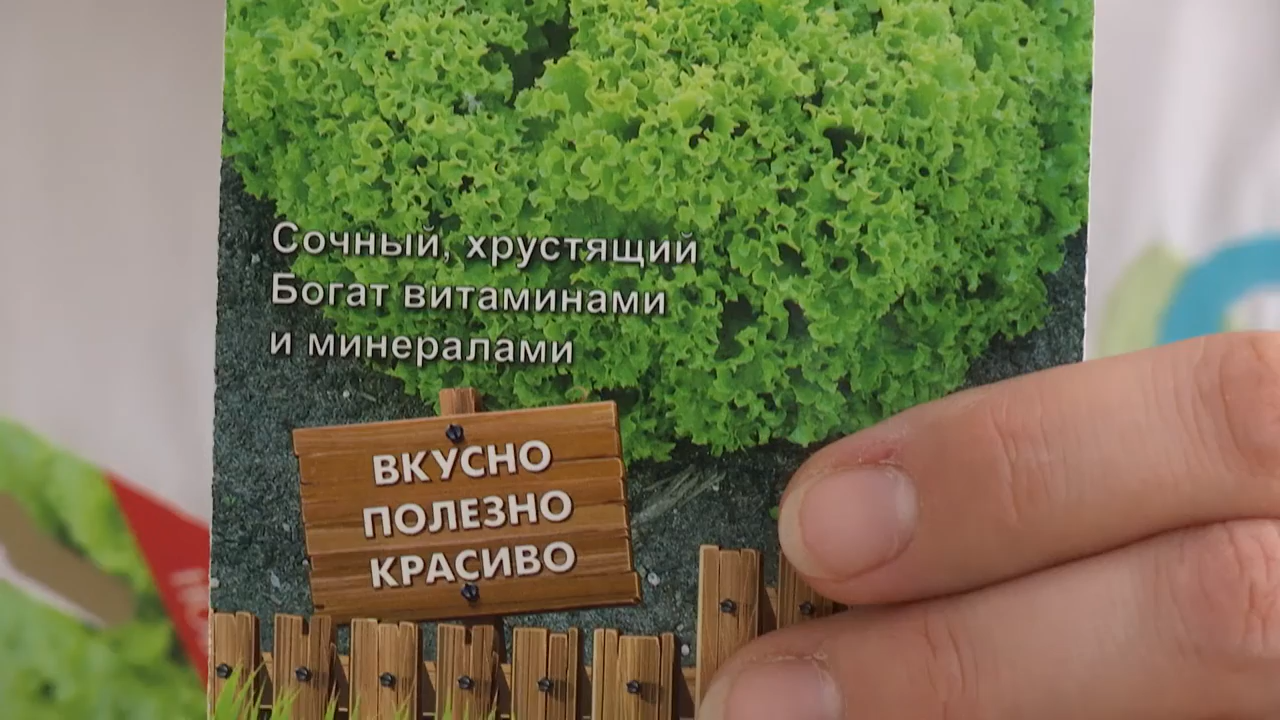 Сочный, хрустящий
Богат витаминами
и минералами
ВКУСНО
ПОЛЕЗНО
КРАСИВО